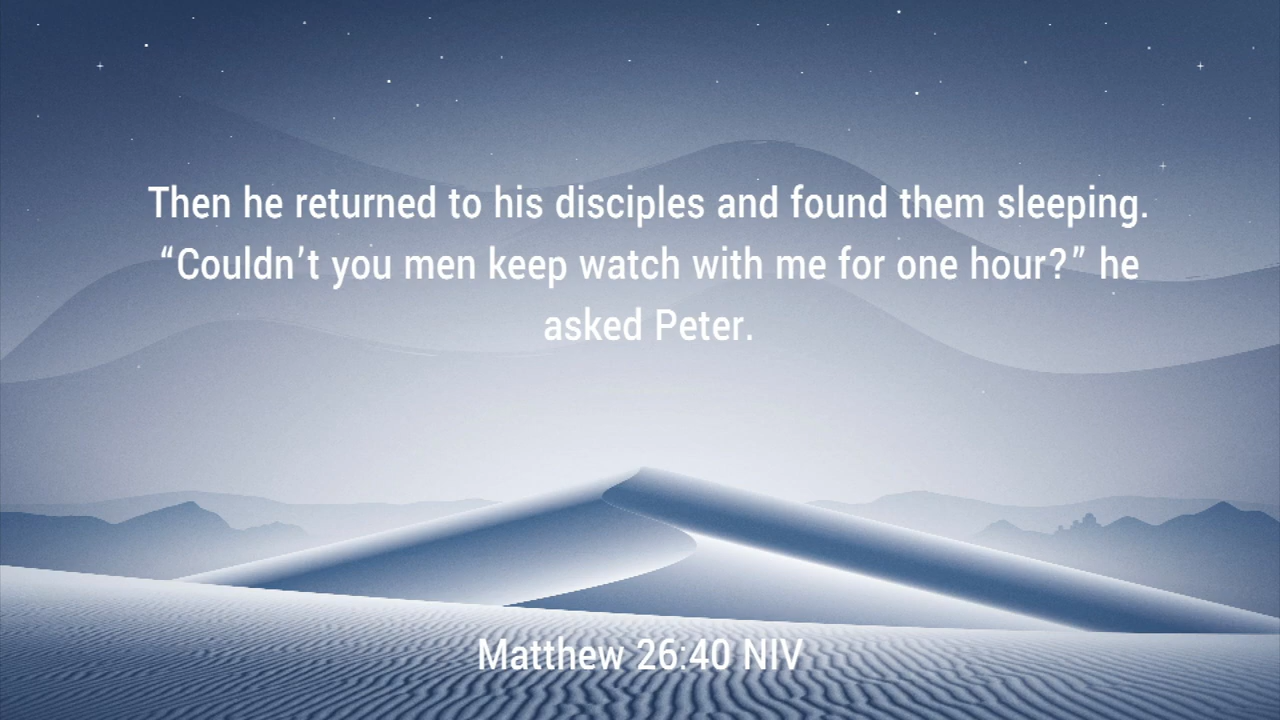 Then he returned to his disciples and found them sleeping.
“Couldn’t you men keep watch with me for one hour?” he
asked Peter.
Matthew 26:40 NIV